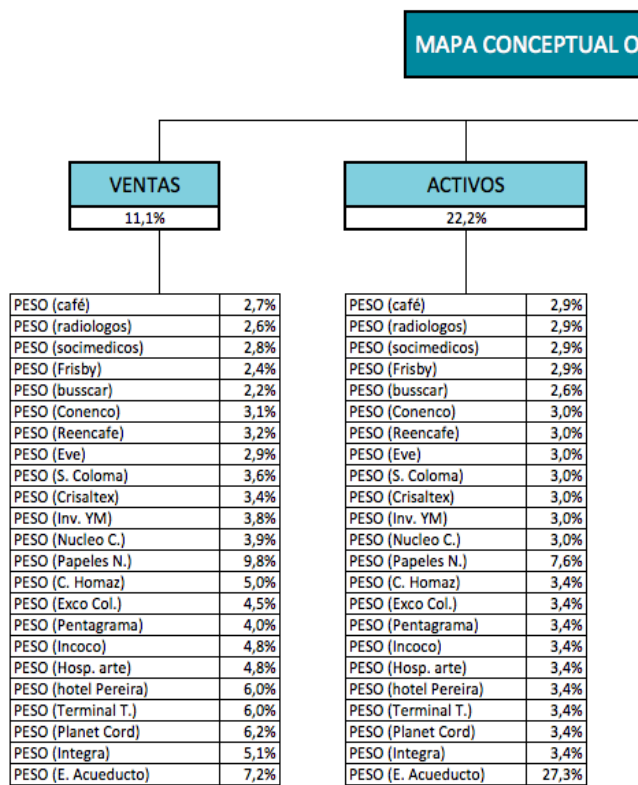 MAPA CONCEPTUAL O
VENTAS
11,1%
PESO (café) 2,7%
PESO (radiologos) 2,6%
PESO (socimedicos) 2,8%
PESO (Frisby) 2,4%
PESO (busscar) 2,2%
PESO (Conenco) 3,1%
PESO (Reencafe) 3,2%
PESO (Eve) 2,9%
PESO (S. Coloma) 3,6%
PESO (Crisaltex) 3,4%
PESO (Inv. YM) 3,8%
PESO (Nucleo C.) 3,9%
PESO (Papeles N.) 9,8%
PESO (C. Homaz) 5,0%
PESO (Exco Col.) 4,5%
PESO (Pentagrama) 4,0%
PESO (Incoco) 4,8%
PESO (Hosp. arte) 4,8%
PESO (hotel Pereira) 6,0%
PESO (Terminal T.) 6,0%
PESO (Planet Cord) 6,2%
PESO (Integra) 5,1%
PESO (E. Acueducto) 7,2%
ACTIVOS
22,2%
PESO (café) 2,9%
PESO (radiologos) 2,9%
PESO (socimedicos) 2,9%
PESO (Frisby) 2,9%
PESO (busscar) 2,6%
PESO (Conenco) 3,0%
PESO (Reencafe) 3,0%
PESO (Eve) 3,0%
PESO (S. Coloma) 3,0%
PESO (Crisaltex) 3,0%
PESO (Inv. YM) 3,0%
PESO (Nucleo C.) 3,0%
PESO (Papeles N.) 7,6%
PESO (C. Homaz) 3,4%
PESO (Exco Col.) 3,4%
PESO (Pentagrama) 3,4%
PESO (Incoco) 3,4%
PESO (Hosp. arte) 3,4%
PESO (hotel Pereira) 3,4%
PESO (Terminal T.) 3,4%
PESO (Planet Cord) 3,4%
PESO (Integra) 3,4%
PESO (E. Acueducto) 27,3%